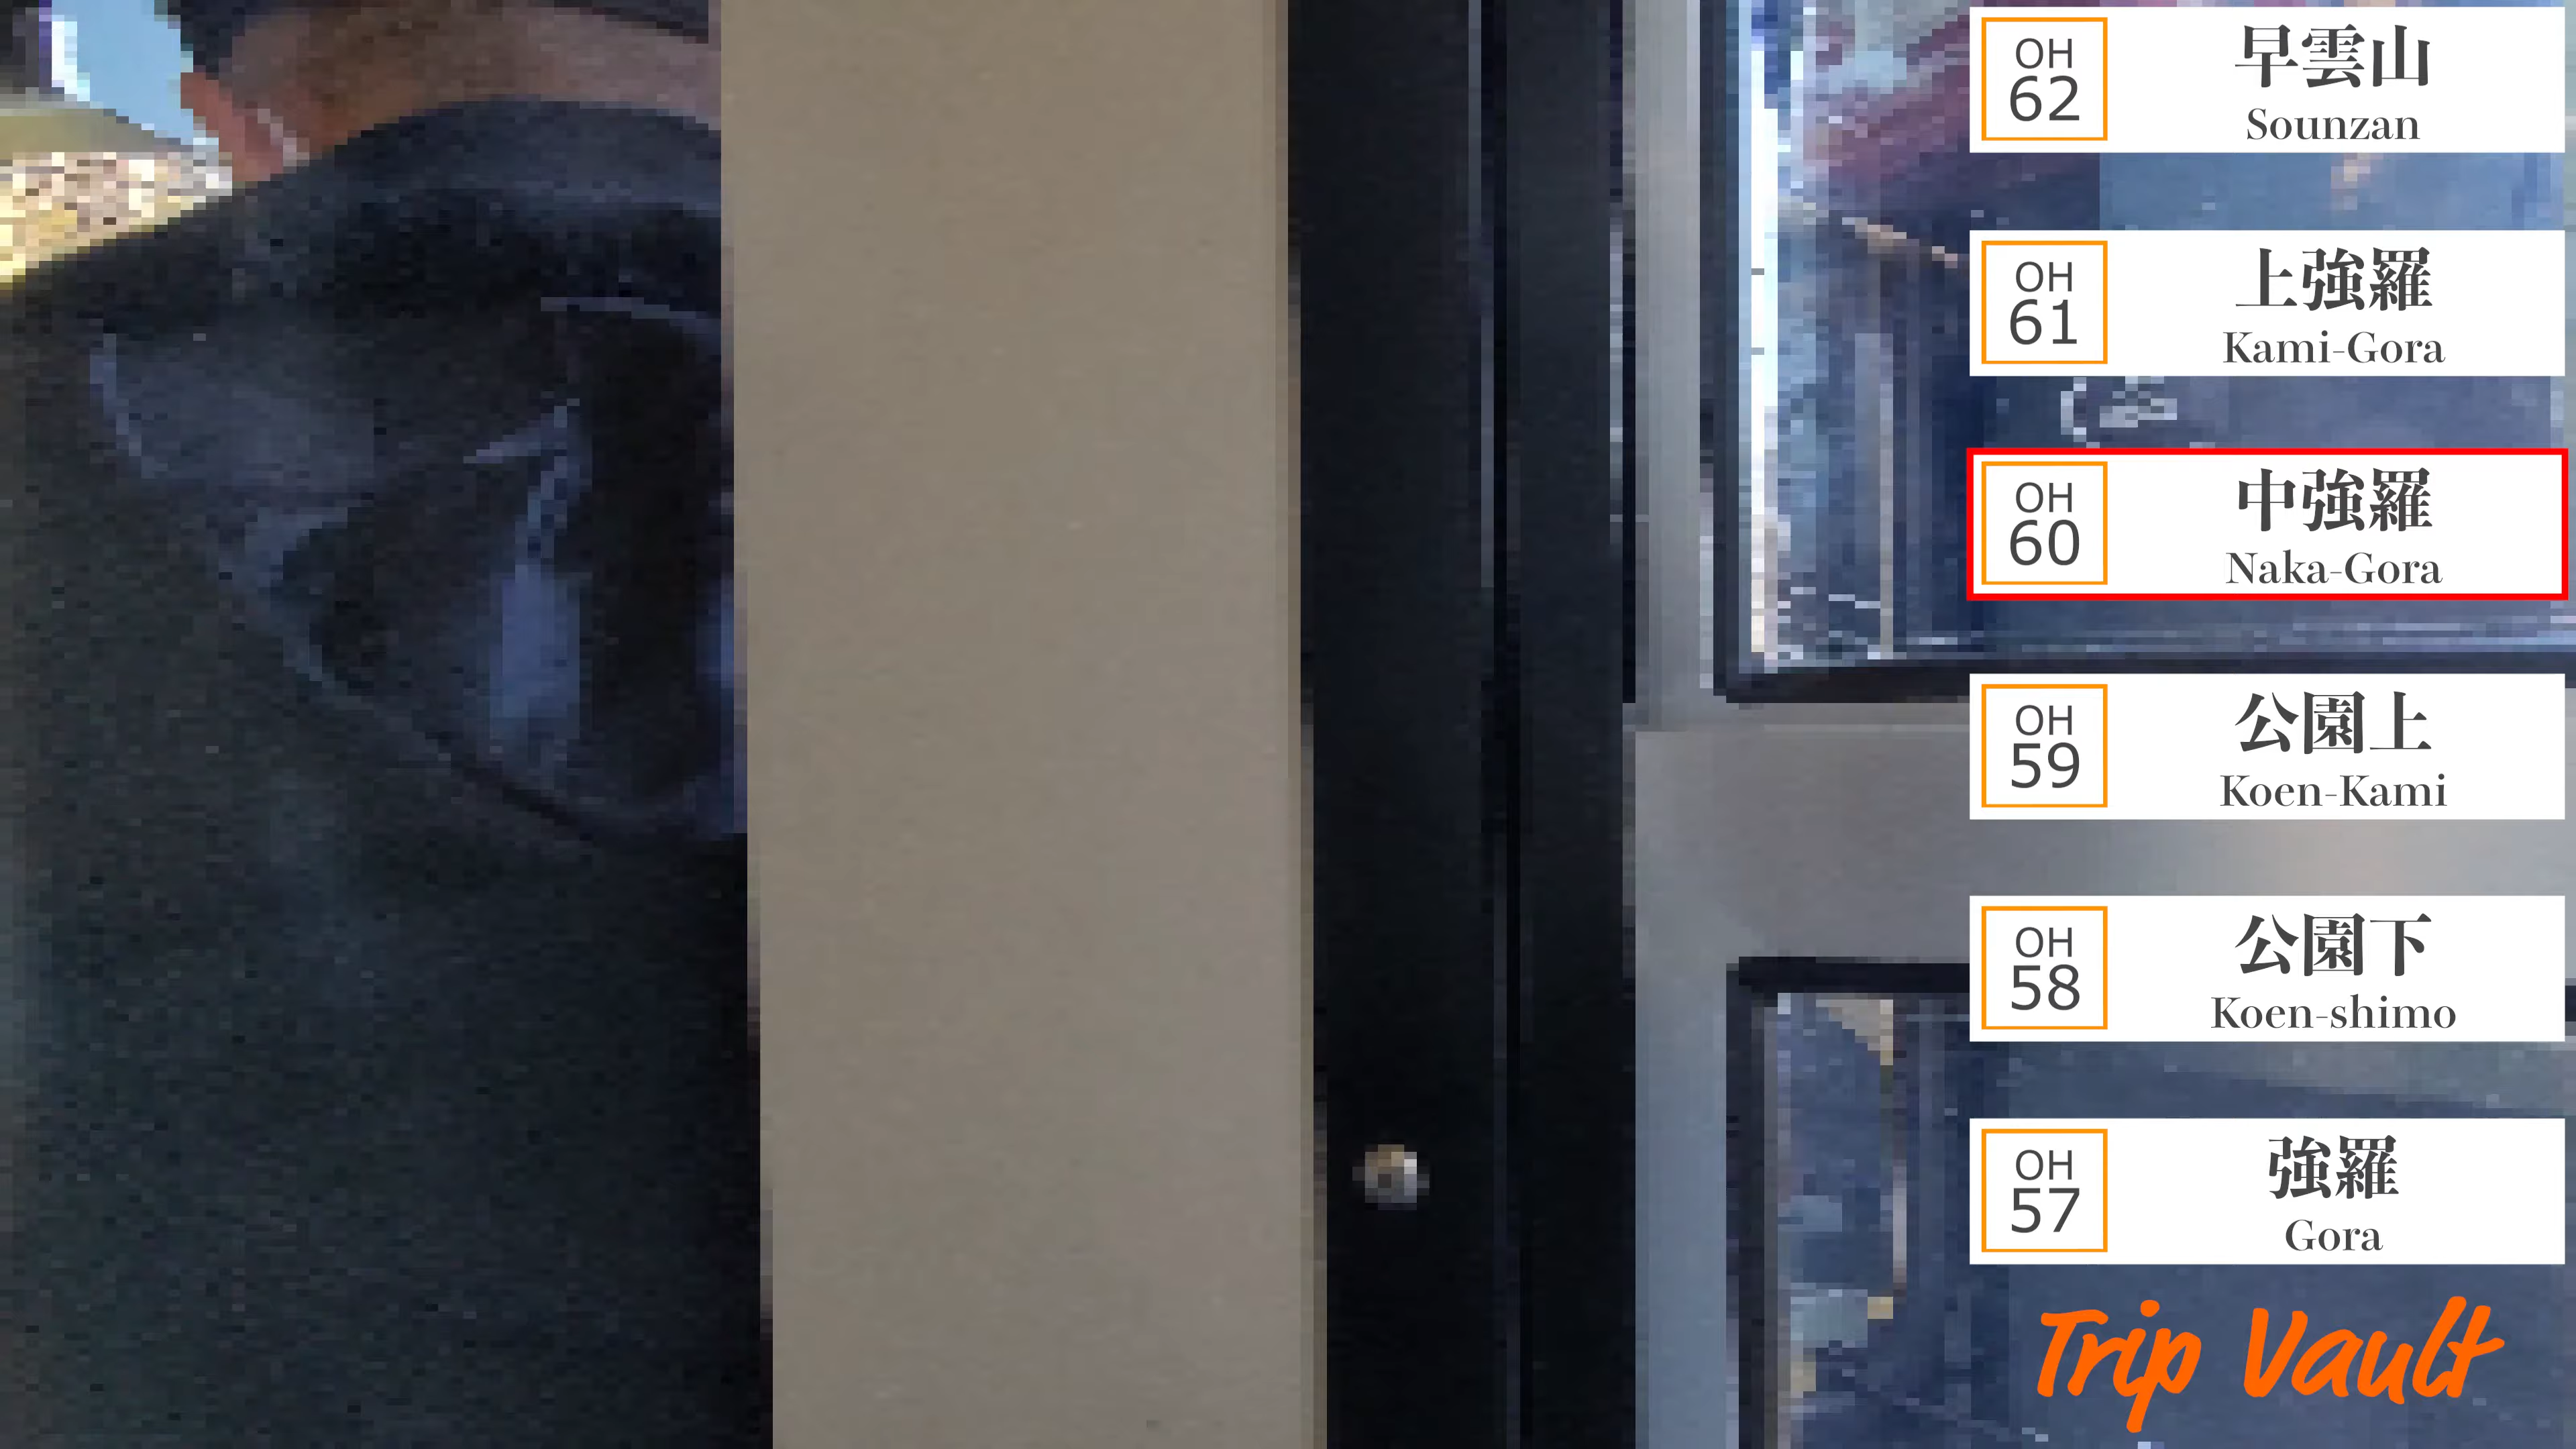 OH
62
早雲山
Sounzan
OH
61
上強羅
Kami-Gora
OH
60
中強羅
Naka-Gora
OH
59
公園上
Koen-Kami
OH
58
公園下
Koen-shimo
OH
57
強羅
Gora
Trip Vault